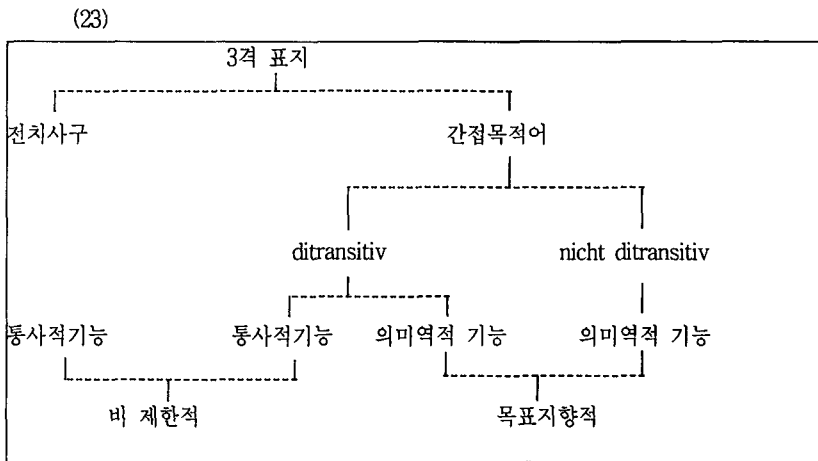 (23)
3격 표지
전치사구 간접목적어
ditransitiv nicht ditransitiv
통사적기능 통사적기능 의미역적 기능 의미역적 기능
비 제한적 목표지향적